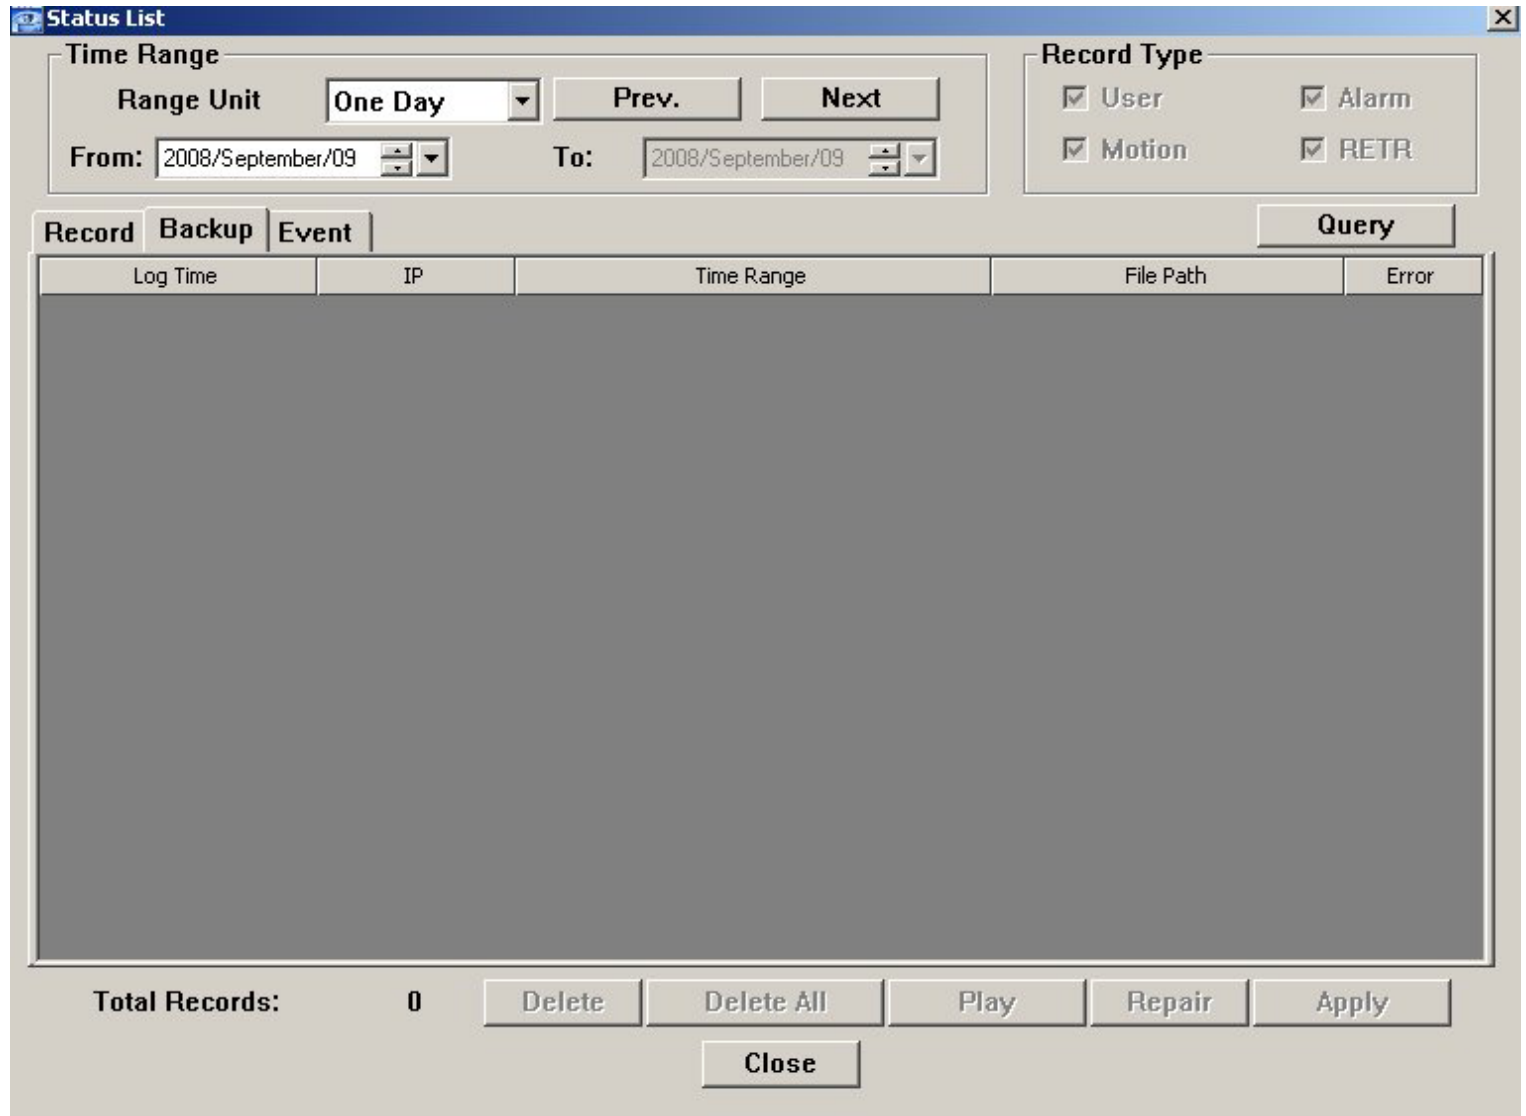 Status List
Time Range
Record Type
Range Unit One Day Prev. Next
User Alarm
From: 2008/September/09 To: 2008/September/09
Motion RETR
Record Backup Event
Query
Log Time IP Time Range File Path Error
Total Records: 0 Delete Delete All Play Repair Apply
Close